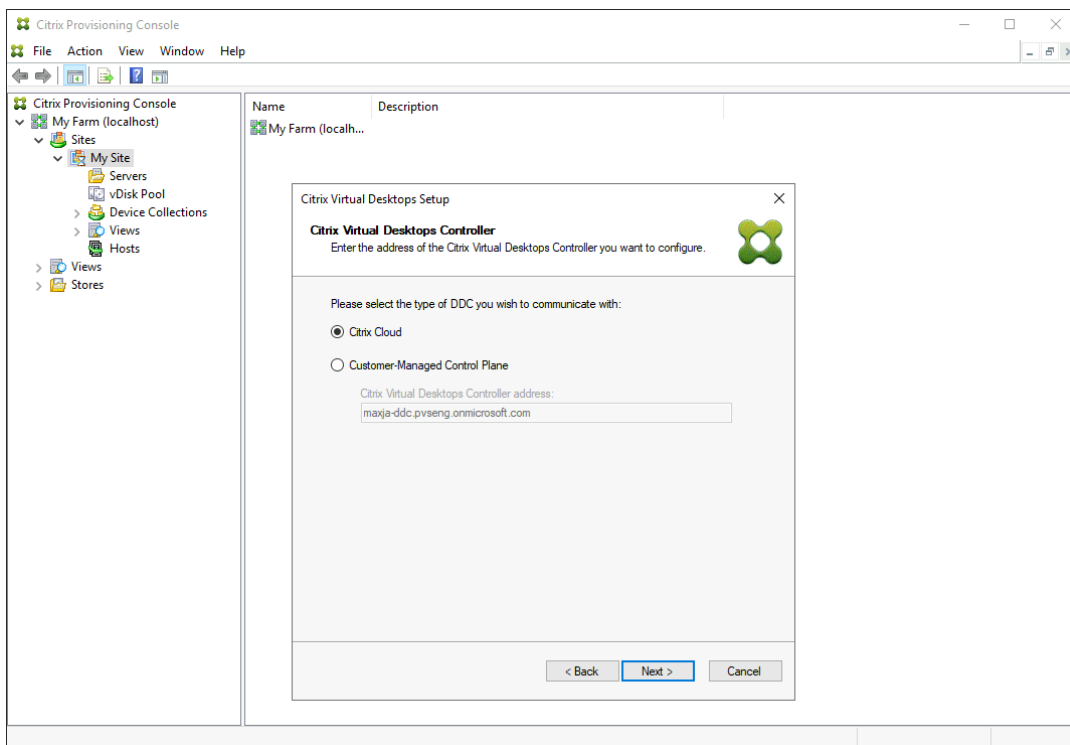 Citrix Provisioning Console
File Action View Window Help
Citrix Provisioning Console
My Farm (localhost)
Sites
My Site
Servers
vDisk Pool
Device Collections
Views
Hosts
Views
Stores
Name Description
My Farm (localh...
Citrix Virtual Desktops Setup
Citrix Virtual Desktops Controller
Enter the address of the Citrix Virtual Desktops Controller you want to configure.
Please select the type of DDC you wish to communicate with:
Citrix Cloud
Customer-Managed Control Plane
Citrix Virtual Desktops Controller address:
maxja-ddc.pvseng.onmicrosoft.com
< Back Next > Cancel